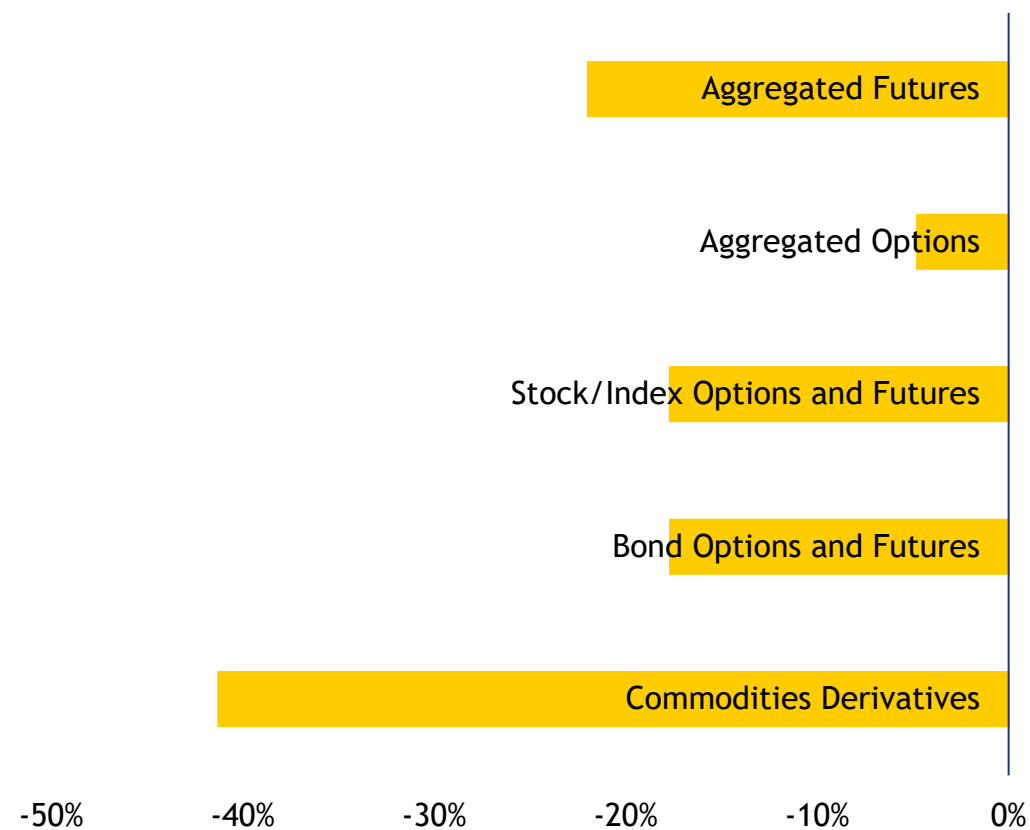 Aggregated Futures
Aggregated Options
Stock/Index Options and Futures
Bond Options and Futures
Commodities Derivatives
-50% -40% -30% -20% -10% 0%